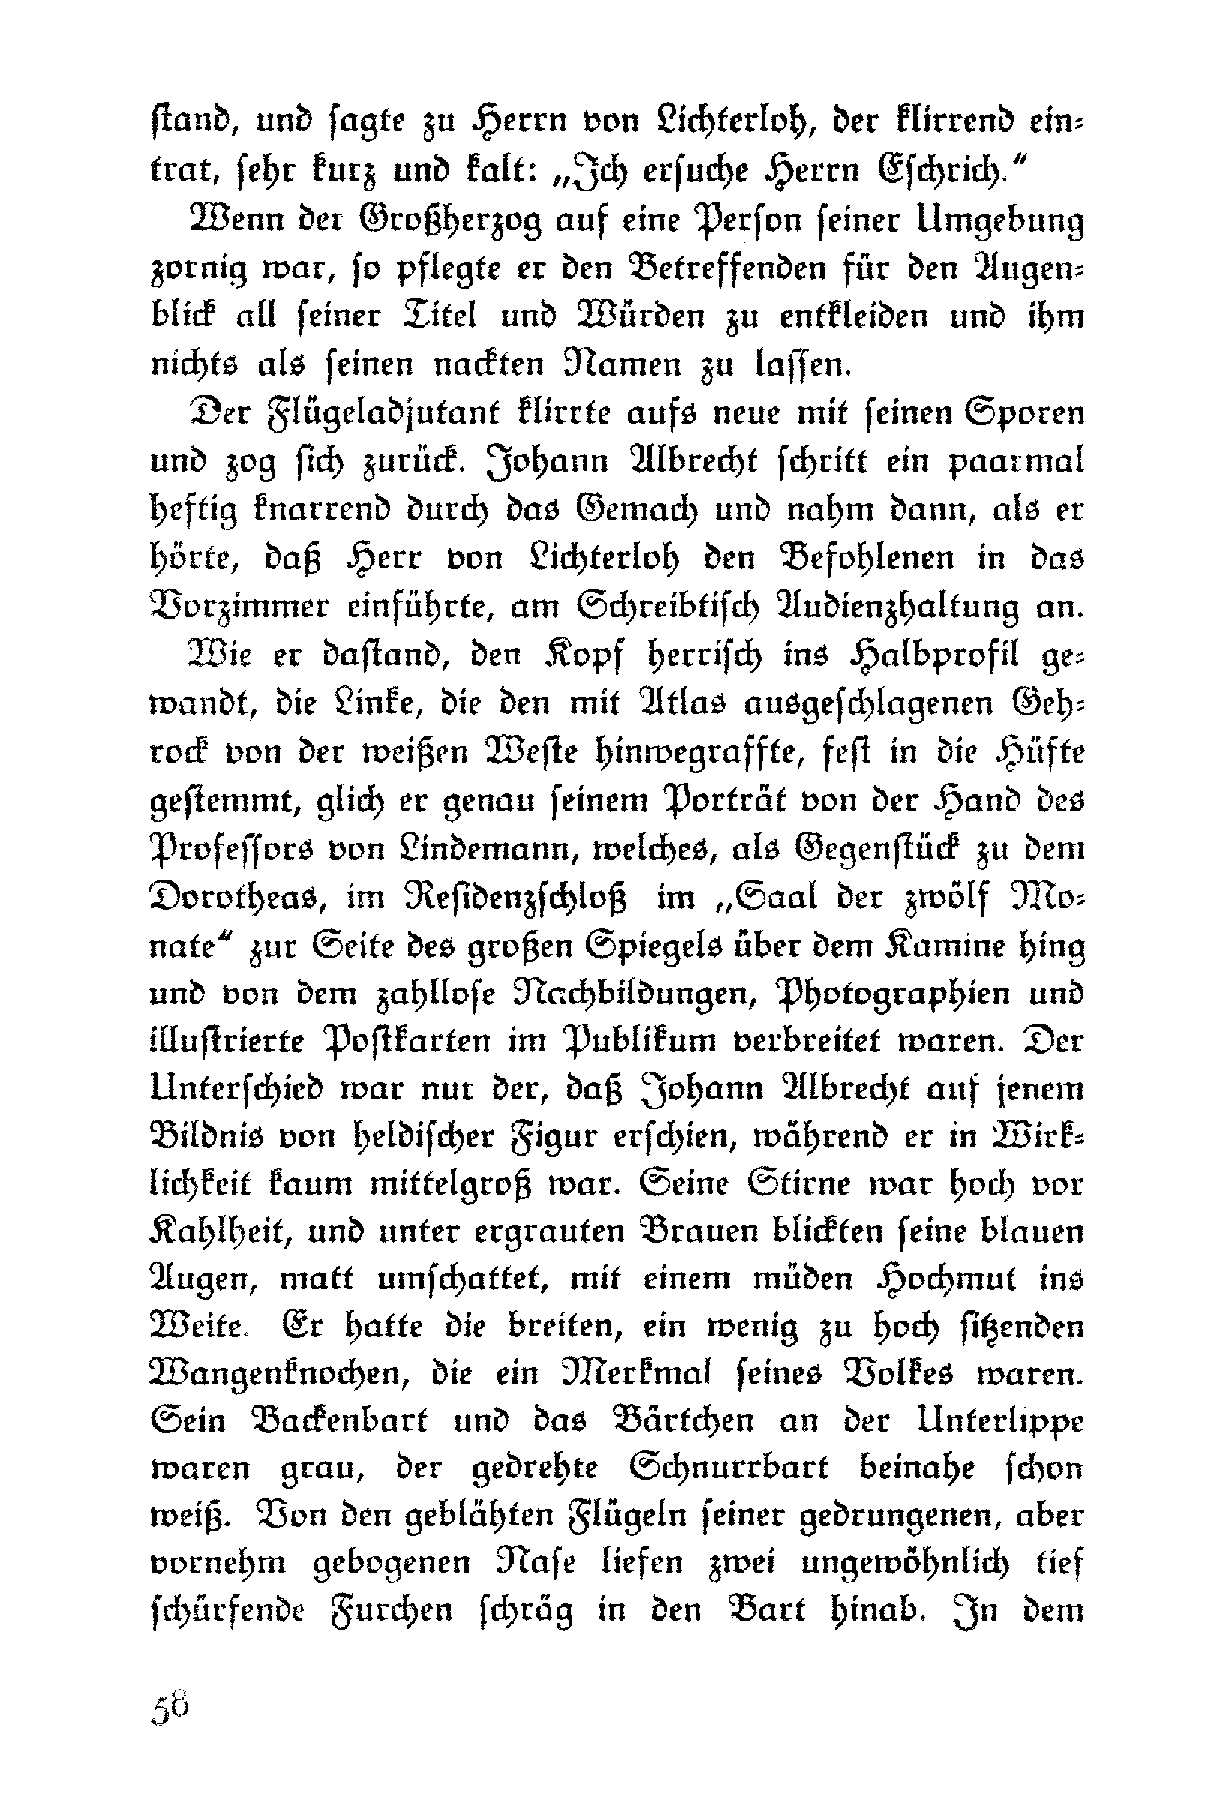 stand, und sagte zu Herrn von Lichterloh, der klirrend ein-
trat, sehr kurz und kalt: „Ich ersuche Herrn Eschrich.“
Wenn der Großherzog auf eine Person seiner Umgebung
zornig war, so pflegte er den Betreffenden für den Augen-
blick all seiner Titel und Würden zu entkleiden und ihm
nichts als seinen nackten Namen zu lassen.
Der Flügeladjutant klirrte aufs neue mit seinen Sporen
und zog sich zurück. Johann Albrecht schritt ein paarmal
heftig knarrend durch das Gemach und nahm dann, als er
hörte, daß Herr von Lichterloh den Befohlenen in das
Vorzimmer einführte, am Schreibtisch Audienzhaltung an.
Wie er dastand, den Kopf herrisch ins Halbprofil ge-
wandt, die Linke, die den mit Atlas ausgeschlagenen Geh-
rock von der weißen Weste hinwegraffte, fest in die Hüfte
gestemmt, glich er genau seinem Porträt von der Hand des
Professors von Lindemann, welches, als Gegenstück zu dem
Dorotheas, im Residenzschloß im „Saal der zwölf Mo-
nate“ zur Seite des großen Spiegels über dem Kamine hing
und von dem zahllose Nachbildungen, Photographien und
illustrierte Postkarten im Publikum verbreitet waren. Der
Unterschied war nur der, daß Johann Albrecht auf jenem
Bildnis von heldischer Figur erschien, während er in Wirk-
lichkeit kaum mittelgroß war. Seine Stirne war hoch vor
Kahlheit, und unter ergrauten Brauen blickten seine blauen
Augen, matt umschattet, mit einem müden Hochmut ins
Weite. Er hatte die breiten, ein wenig zu hoch sitzenden
Wangenknochen, die ein Merkmal seines Volkes waren.
Sein Backenbart und das Bärtchen an der Unterlippe
waren grau, der gedrehte Schnurrbart beinahe schon
weiß. Von den geblähten Flügeln seiner gedrungenen, aber
vornehm gebogenen Nase liefen zwei ungewöhnlich tief
schürfende Furchen schräg in den Bart hinab. In dem
58